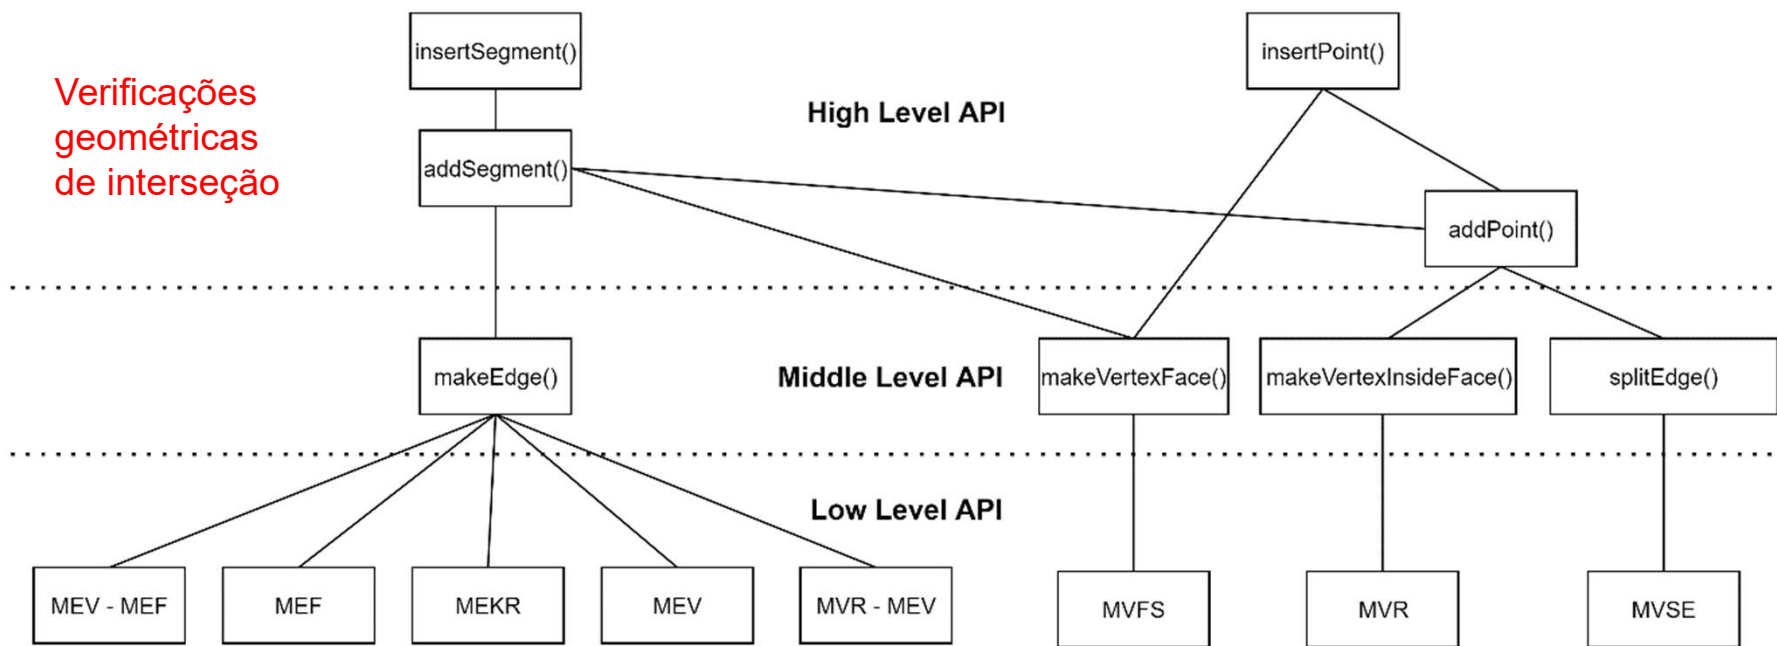 insertSegment()
insertPoint()
Verificações
geométricas
de interseção
High Level API
addSegment()
addPoint()
makeEdge()
Middle Level API
makeVertexFace()
makeVertexInsideFace()
splitEdge()
Low Level API
MEV - MEF
MEF
MEKR
MEV
MVR - MEV
MVFS
MVR
MVSE